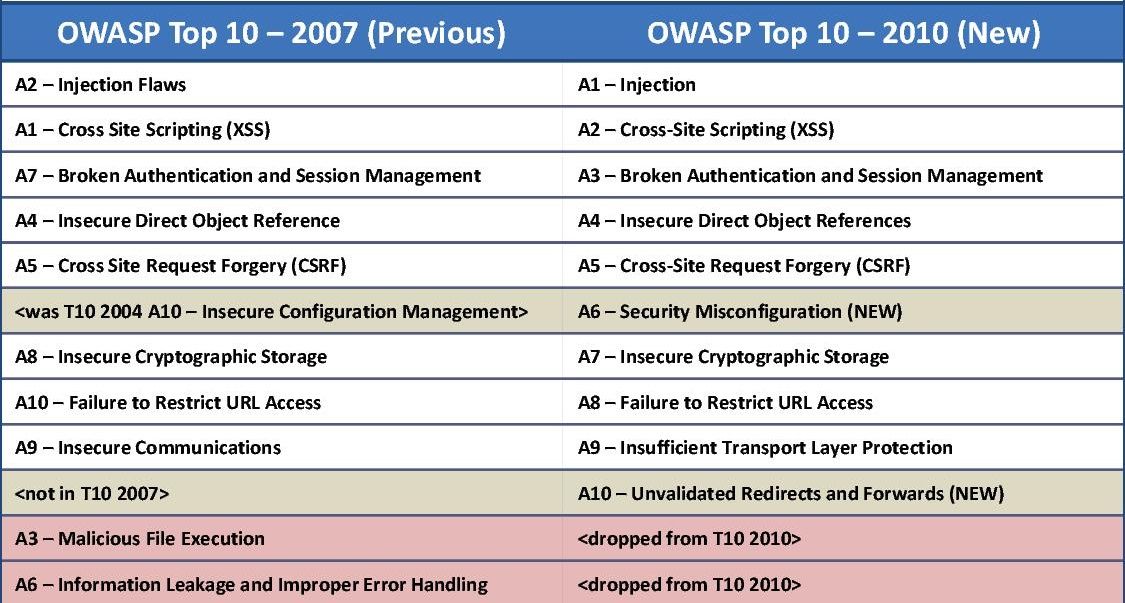 OWASP Top 10 – 2007 (Previous)
OWASP Top 10 – 2010 (New)
A2 – Injection Flaws
A1 – Injection
A1 – Cross Site Scripting (XSS)
A2 – Cross-Site Scripting (XSS)
A7 – Broken Authentication and Session Management
A3 – Broken Authentication and Session Management
A4 – Insecure Direct Object Reference
A4 – Insecure Direct Object References
A5 – Cross Site Request Forgery (CSRF)
A5 – Cross-Site Request Forgery (CSRF)
<was T10 2004 A10 – Insecure Configuration Management>
A6 – Security Misconfiguration (NEW)
A8 – Insecure Cryptographic Storage
A7 – Insecure Cryptographic Storage
A10 – Failure to Restrict URL Access
A8 – Failure to Restrict URL Access
A9 – Insecure Communications
A9 – Insufficient Transport Layer Protection
<not in T10 2007>
A10 – Unvalidated Redirects and Forwards (NEW)
A3 – Malicious File Execution
<dropped from T10 2010>
A6 – Information Leakage and Improper Error Handling
<dropped from T10 2010>